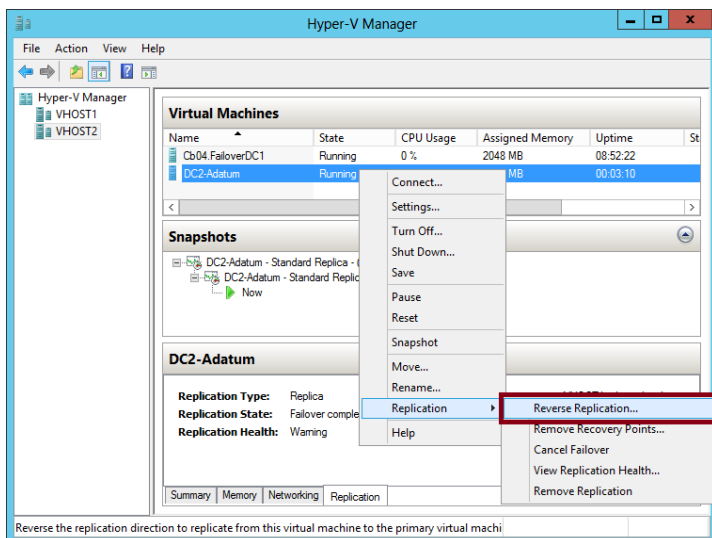 Hyper-V Manager
File Action View Help
Hyper-V Manager
VHOST1
VHOST2
Virtual Machines
Name State CPU Usage Assigned Memory Uptime St
Cb04.FailoverDC1 Running 0 % 2048 MB 08:52:22
DC2-Adatum Running MB 00:03:10
Connect...
Settings...
Turn Off...
Shut Down...
Save
Pause
Reset
Snapshot
Move...
Rename...
Replication
Help
Reverse Replication...
Remove Recovery Points...
Cancel Failover
View Replication Health...
Remove Replication
Snapshots
DC2-Adatum - Standard Replica - (
DC2-Adatum - Standard Replic
Now
DC2-Adatum
Replication Type: Replica
Replication State: Failover comple
Replication Health: Warning
Summary Memory Networking Replication
Reverse the replication direction to replicate from this virtual machine to the primary virtual machi